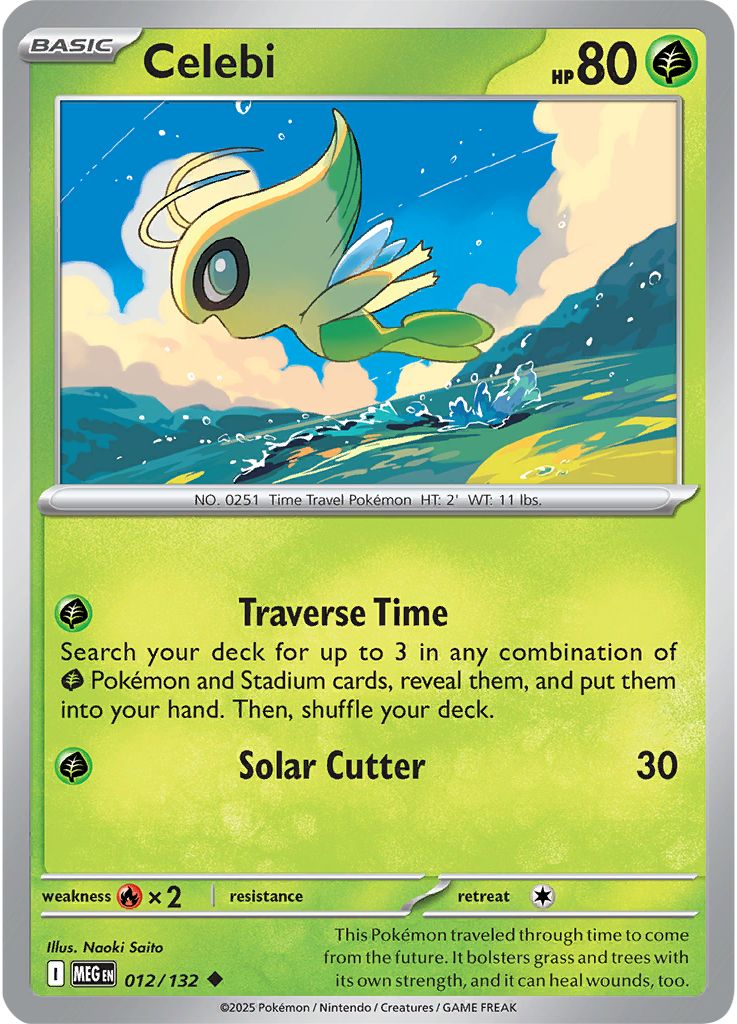 BASIC
Celebi
HP 80
NO. 0251 Time Travel Pokémon HT: 2' WT: 11 lbs.
Traverse Time
Search your deck for up to 3 in any combination of
Pokémon and Stadium cards, reveal them, and put them
into your hand. Then, shuffle your deck.
Solar Cutter 30
weakness ×2 resistance retreat
Illus. Naoki Saito
This Pokémon traveled through time to come
from the future. It bolsters grass and trees with
its own strength, and it can heal wounds, too.
I MEG EN 012/132
©2025 Pokémon / Nintendo / Creatures / GAME FREAK